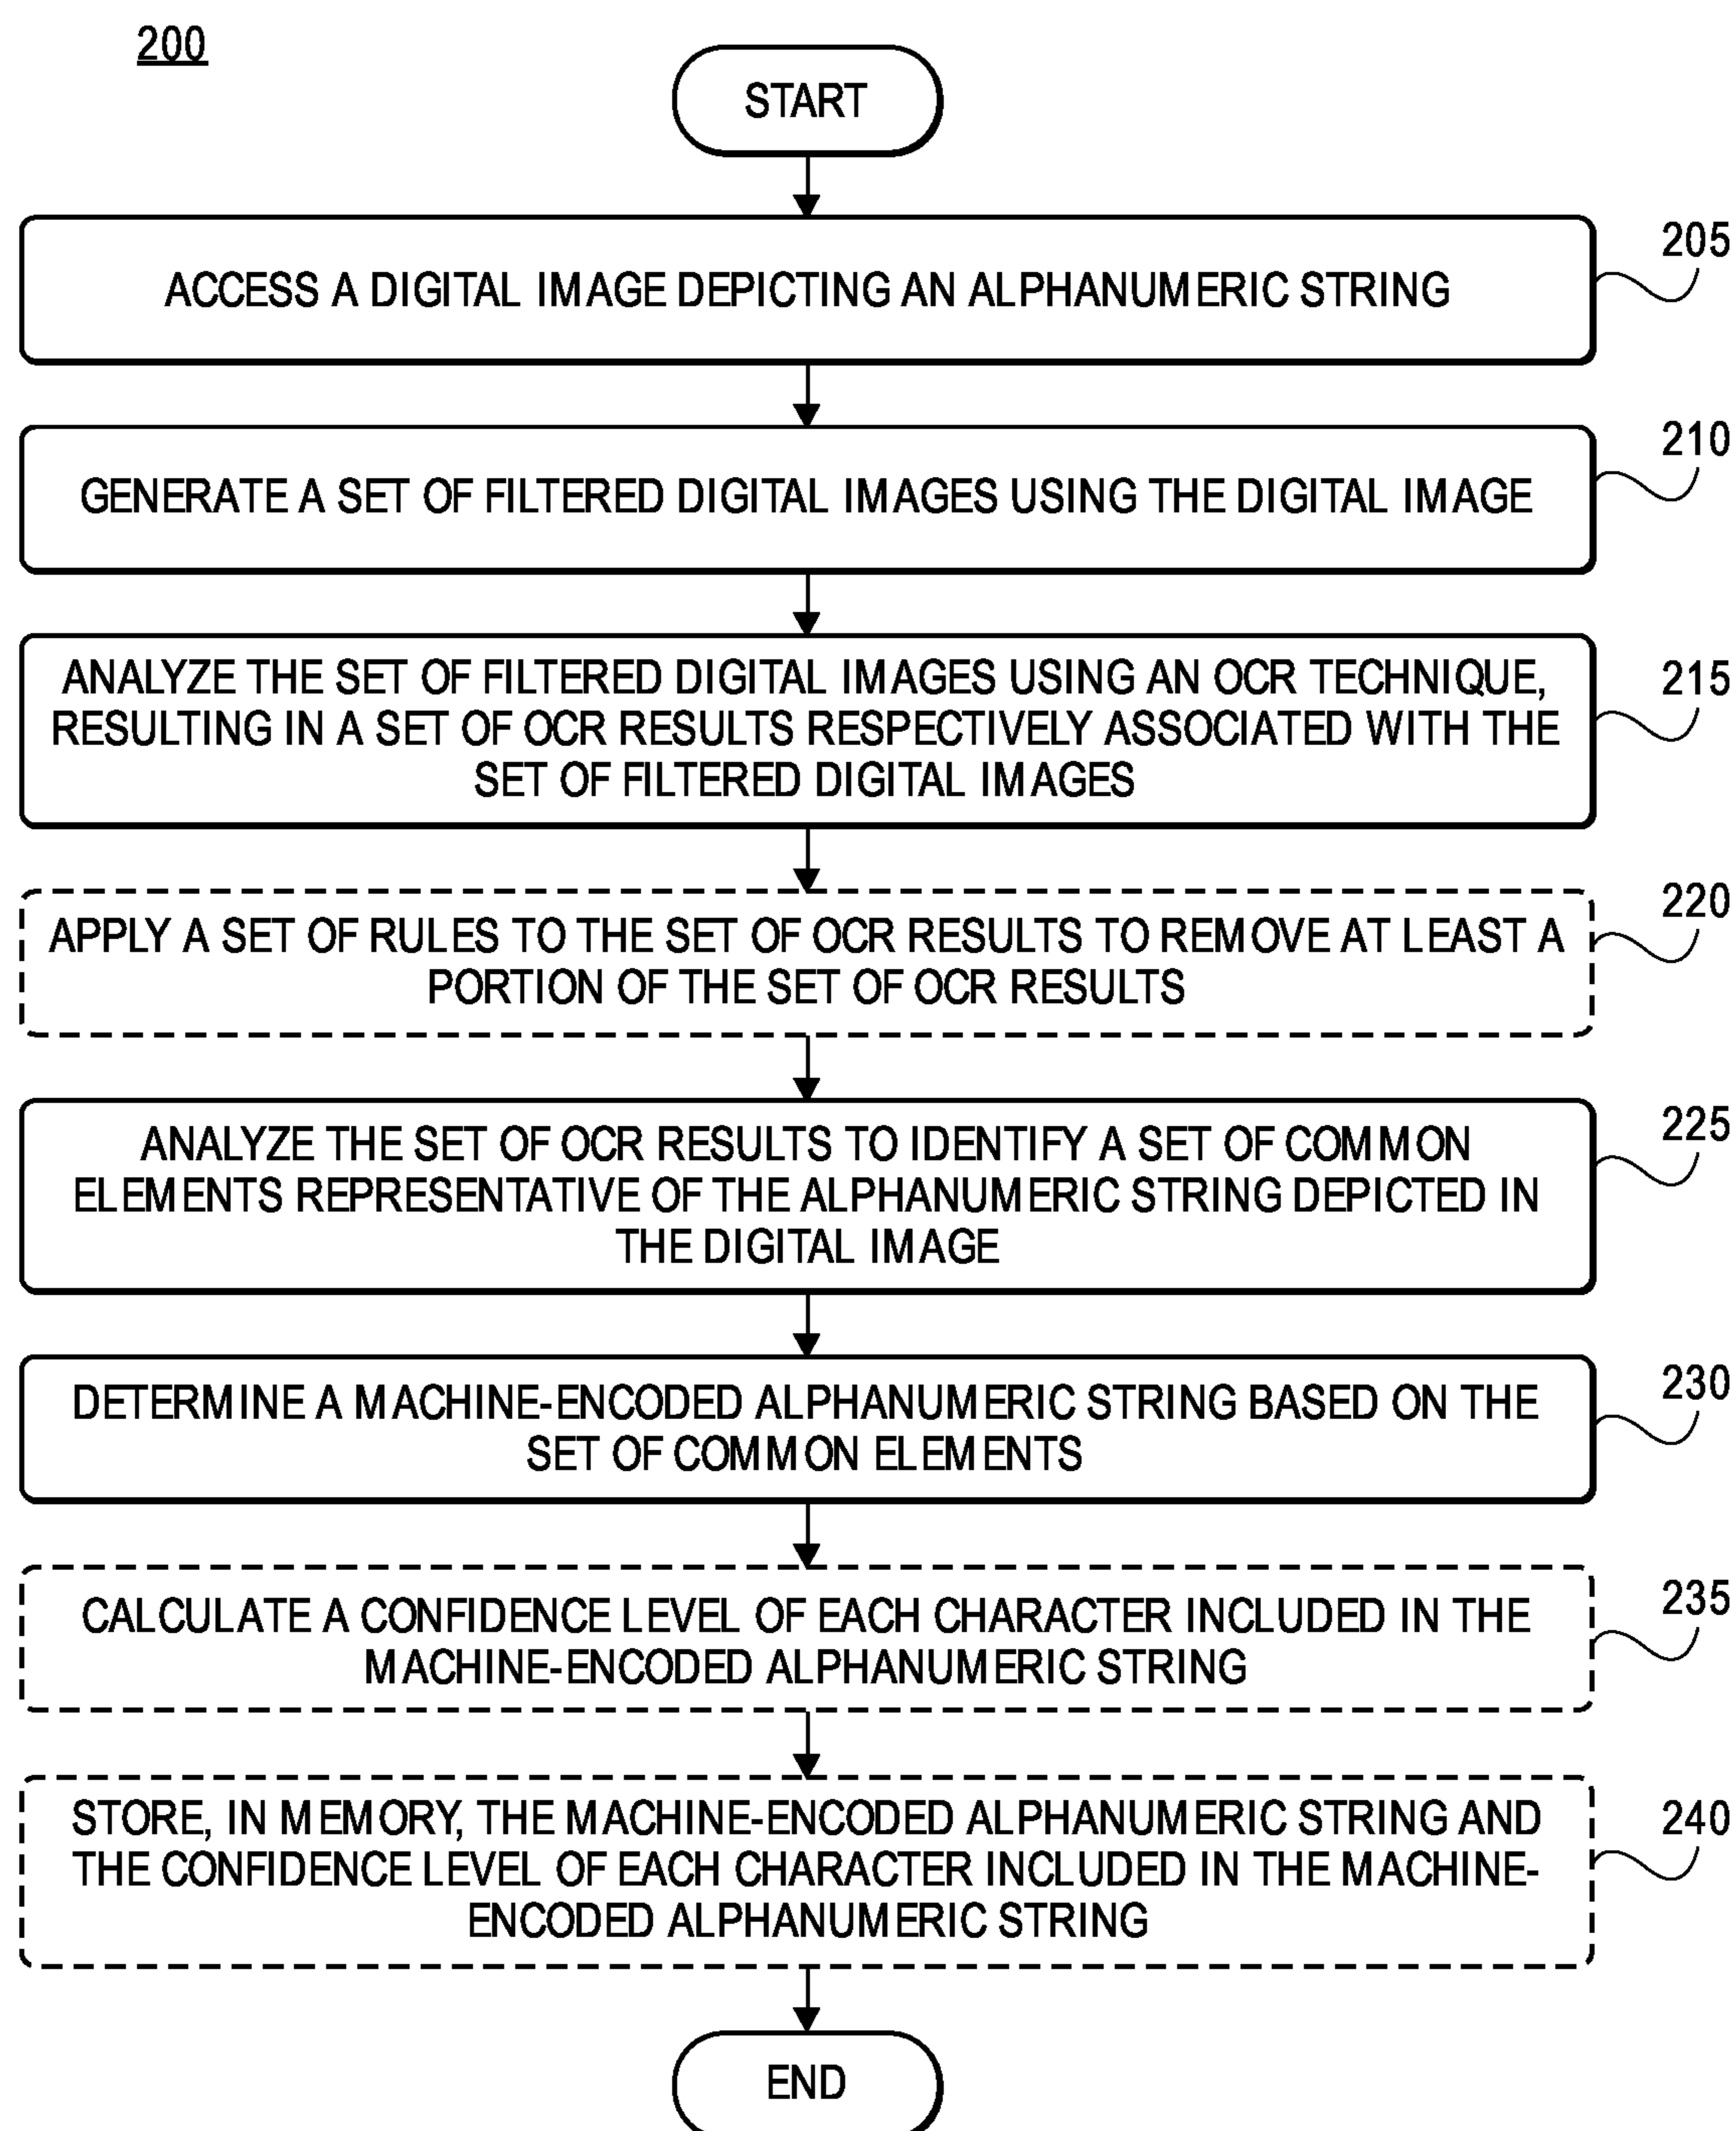 200
START
ACCESS A DIGITAL IMAGE DEPICTING AN ALPHANUMERIC STRING
205
GENERATE A SET OF FILTERED DIGITAL IMAGES USING THE DIGITAL IMAGE
210
ANALYZE THE SET OF FILTERED DIGITAL IMAGES USING AN OCR TECHNIQUE,
RESULTING IN A SET OF OCR RESULTS RESPECTIVELY ASSOCIATED WITH THE
SET OF FILTERED DIGITAL IMAGES
215
APPLY A SET OF RULES TO THE SET OF OCR RESULTS TO REMOVE AT LEAST A
PORTION OF THE SET OF OCR RESULTS
220
ANALYZE THE SET OF OCR RESULTS TO IDENTIFY A SET OF COMMON
ELEMENTS REPRESENTATIVE OF THE ALPHANUMERIC STRING DEPICTED IN
THE DIGITAL IMAGE
225
DETERMINE A MACHINE-ENCODED ALPHANUMERIC STRING BASED ON THE
SET OF COMMON ELEMENTS
230
CALCULATE A CONFIDENCE LEVEL OF EACH CHARACTER INCLUDED IN THE
MACHINE-ENCODED ALPHANUMERIC STRING
235
STORE, IN MEMORY, THE MACHINE-ENCODED ALPHANUMERIC STRING AND
THE CONFIDENCE LEVEL OF EACH CHARACTER INCLUDED IN THE MACHINE-
ENCODED ALPHANUMERIC STRING
240
END